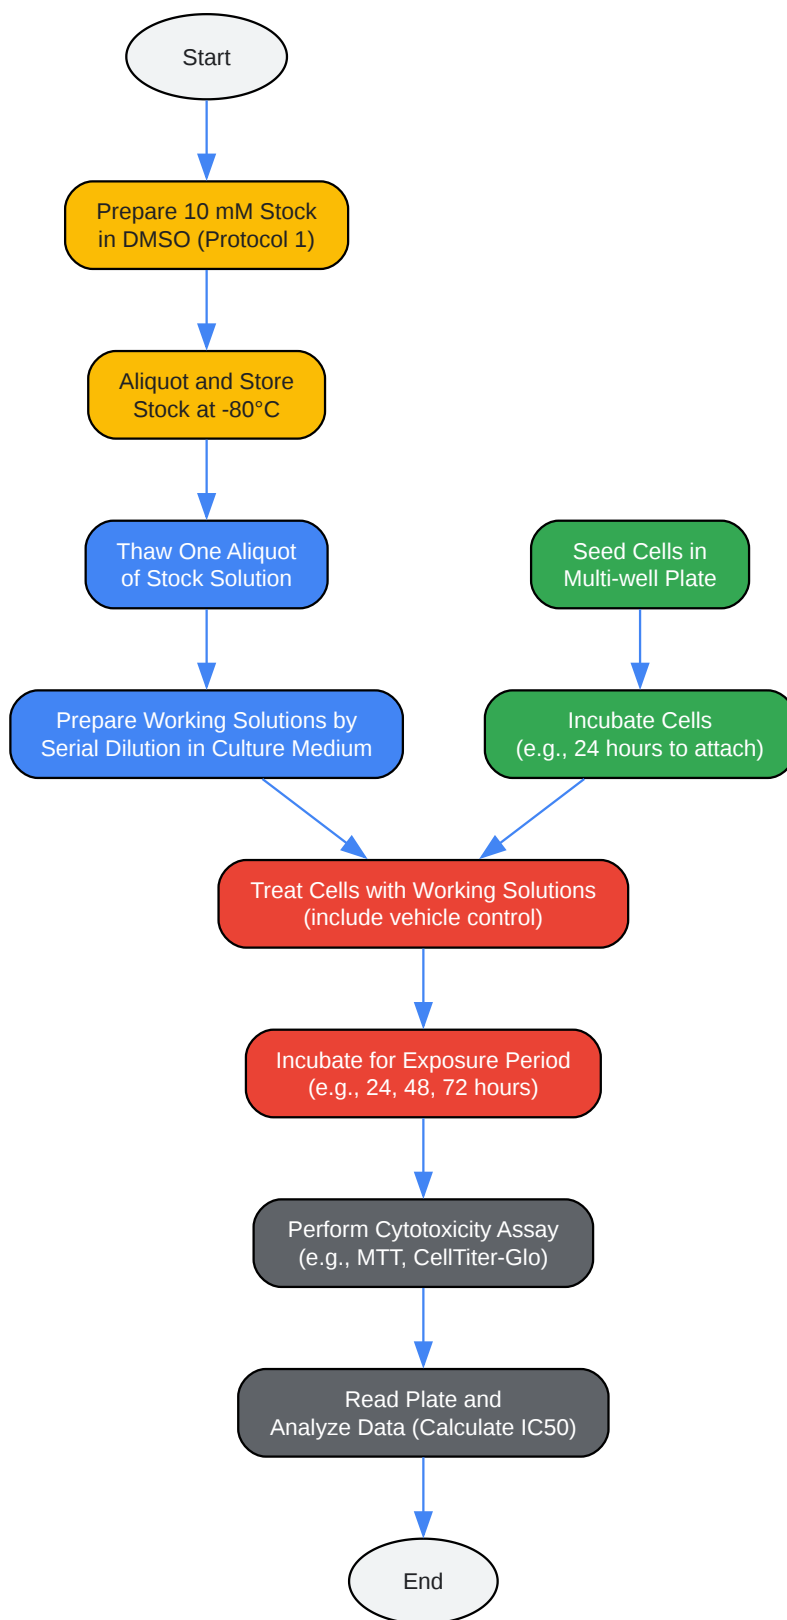 Start
Prepare 10 mM Stock
in DMSO (Protocol 1)
Aliquot and Store
Stock at -80°C
Thaw One Aliquot
of Stock Solution
Seed Cells in
Multi-well Plate
Prepare Working Solutions by
Serial Dilution in Culture Medium
Incubate Cells
(e.g., 24 hours to attach)
Treat Cells with Working Solutions
(include vehicle control)
Incubate for Exposure Period
(e.g., 24, 48, 72 hours)
Perform Cytotoxicity Assay
(e.g., MTT, CellTiter-Glo)
Read Plate and
Analyze Data (Calculate IC50)
End